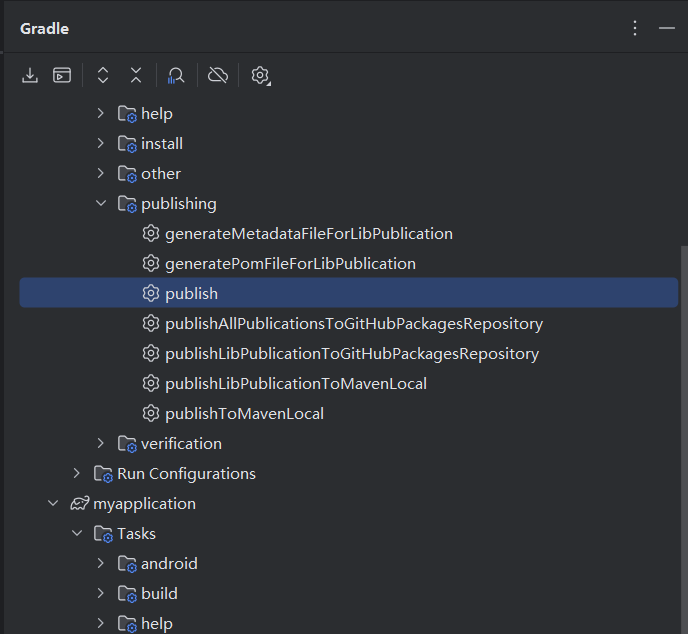 Gradle
help
install
other
publishing
generateMetadataFileForLibPublication
generatePomFileForLibPublication
publish
publishAllPublicationsToGitHubPackagesRepository
publishLibPublicationToGitHubPackagesRepository
publishLibPublicationToMavenLocal
publishToMavenLocal
verification
Run Configurations
myapplication
Tasks
android
build
help